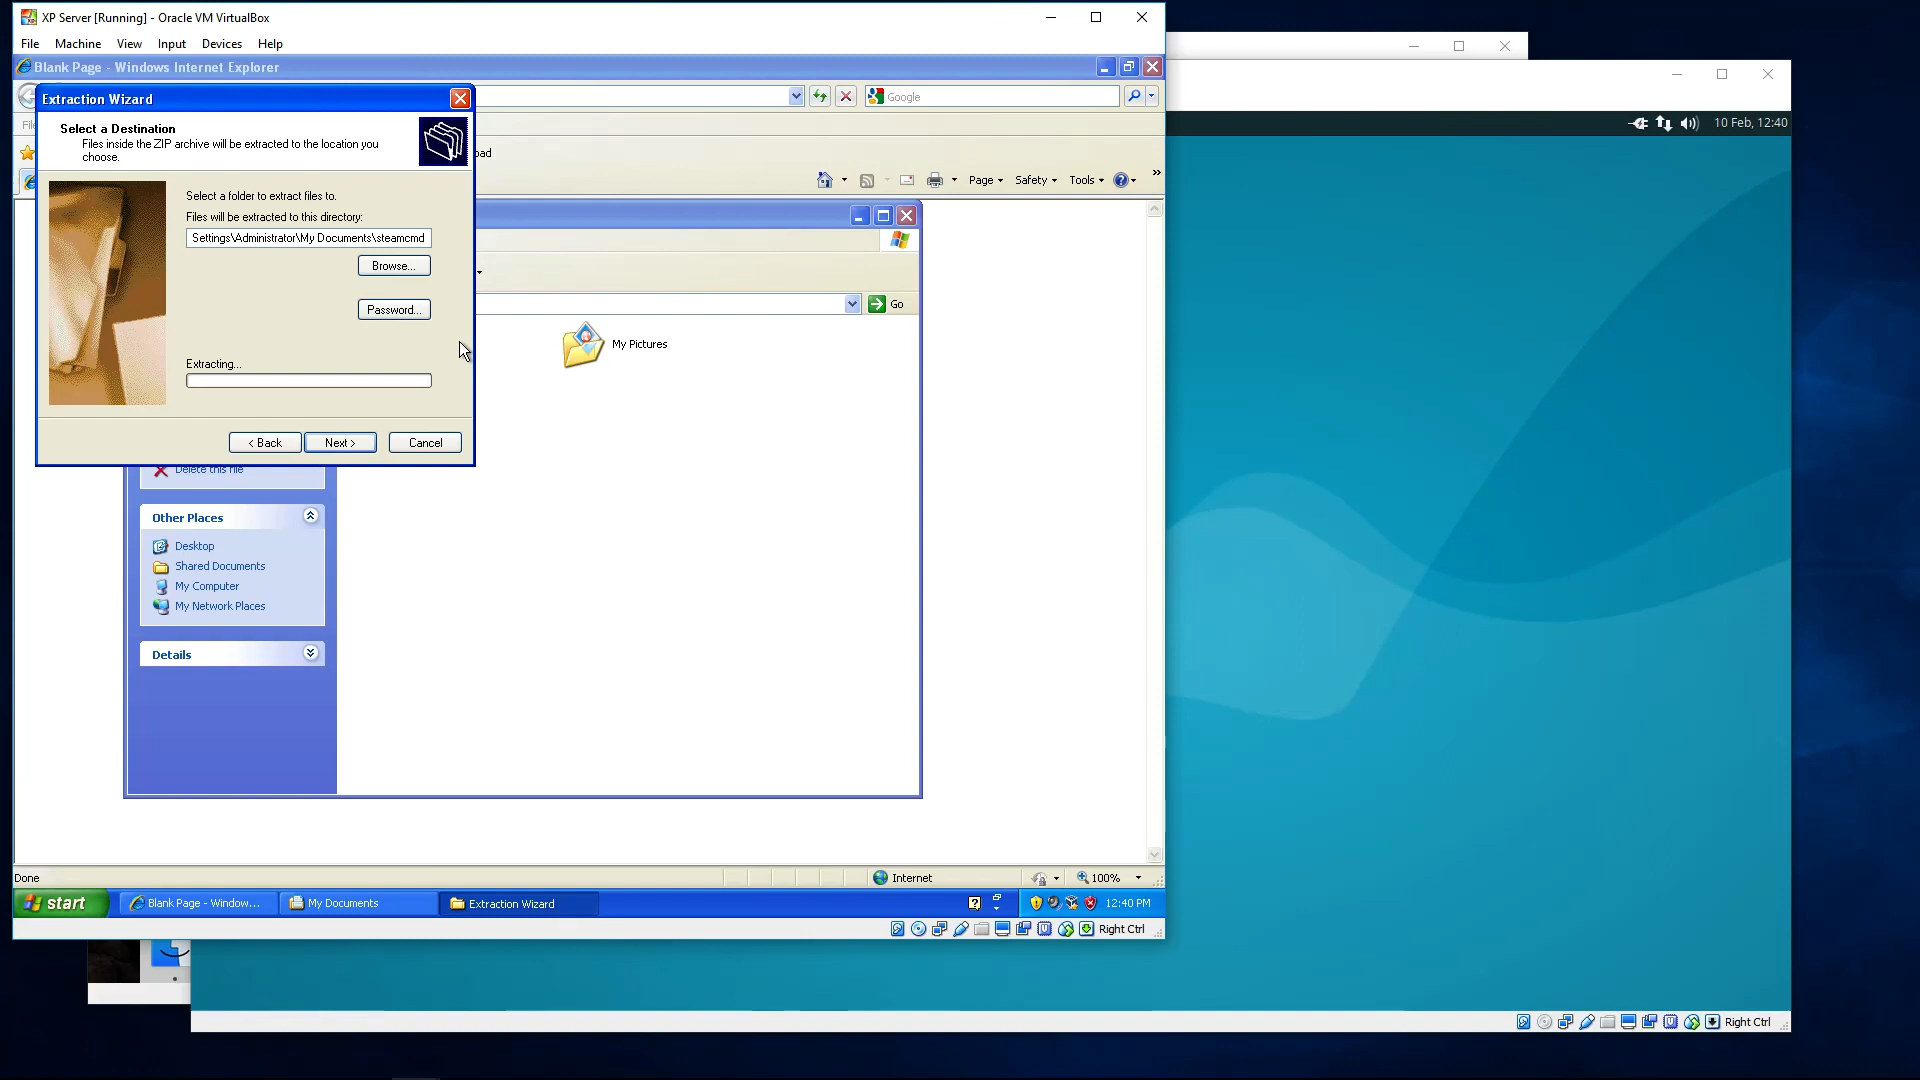 XP Server [Running] - Oracle VM VirtualBox
File Machine View Input Devices Help
Blank Page - Windows Internet Explorer
Extraction Wizard
Google
10 Feb, 12:40
Select a Destination
Files inside the ZIP archive will be extracted to the location you
choose.
Page Safety Tools
Select a folder to extract files to.
Files will be extracted to this directory:
Settings\Administrator\My Documents\steamcmd
Browse...
Password...
Go
My Pictures
Extracting...
< Back Next > Cancel
Delete this file
Other Places
Desktop
Shared Documents
My Computer
My Network Places
Details
Done
Internet
100%
start
Blank Page - Window...
My Documents
Extraction Wizard
12:40 PM
Right Ctrl
Right Ctrl